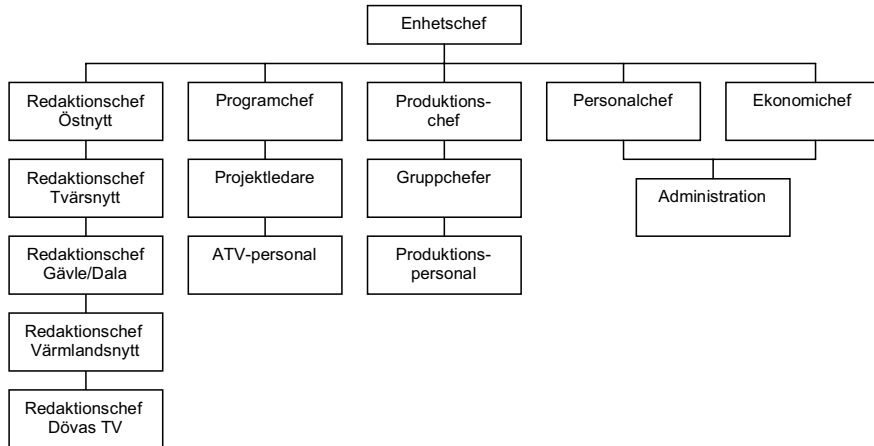 Enhetschef
Redaktionschef
Östnytt
Programchef
Produktions-
chef
Personalchef
Ekonomichef
Redaktionschef
Tvärsnytt
Projektledare
Gruppchefer
Administration
Redaktionschef
Gävle/Dala
ATV-personal
Produktions-
personal
Redaktionschef
Värmlandsnytt
Redaktionschef
Dövas TV